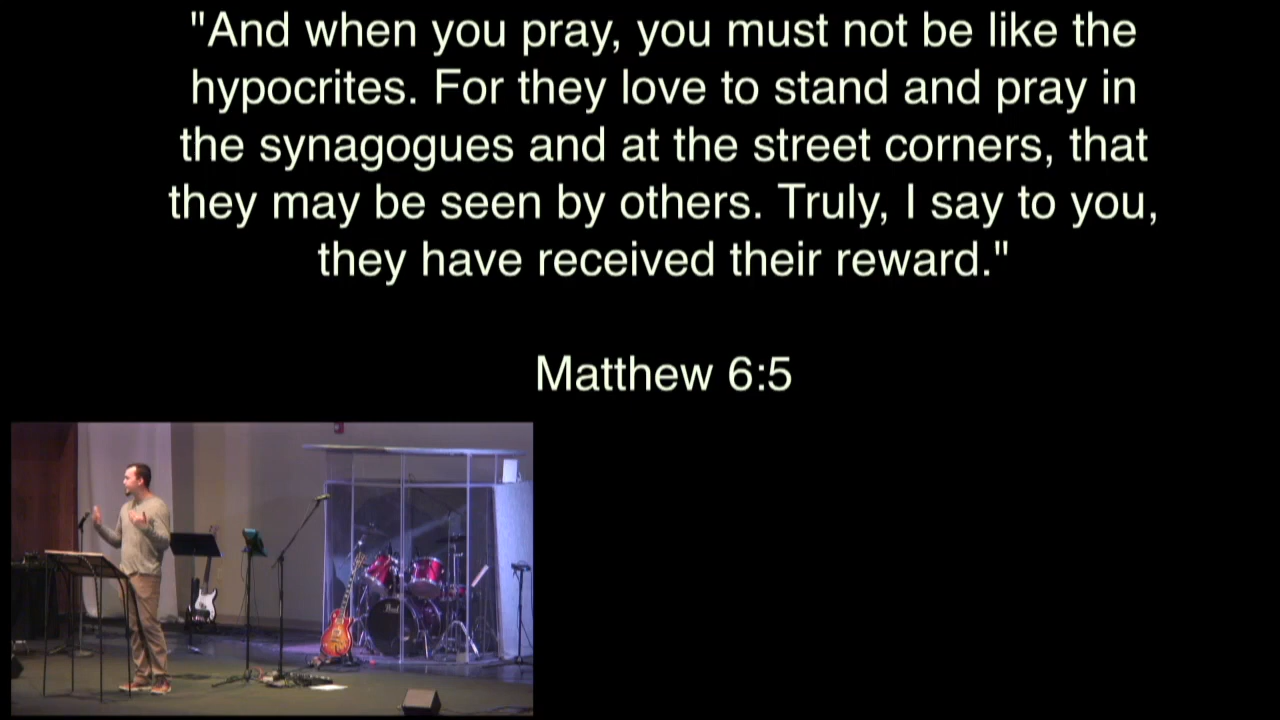 "And when you pray, you must not be like the
hypocrites. For they love to stand and pray in
the synagogues and at the street corners, that
they may be seen by others. Truly, I say to you,
they have received their reward."
Matthew 6:5